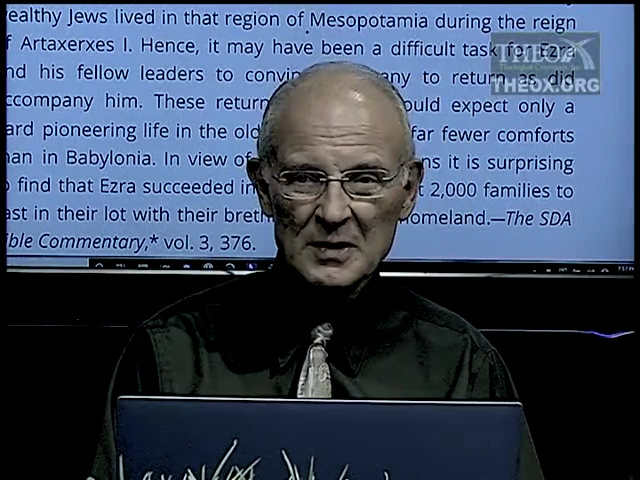 ealthy Jews lived in that region of Mesopotamia during the reign
f Artaxerxes I. Hence, it may have been a difficult task for Ezra
nd his fellow leaders to convin any to return as did
ccompany him. These return ould expect only a
ard pioneering life in the old far fewer comforts
han in Babylonia. In view of ns it is surprising
o find that Ezra succeeded in t 2,000 families to
ast in their lot with their breth homeland.—The SDA
ible Commentary,* vol. 3, 376.
THEOX
THEOX.ORG